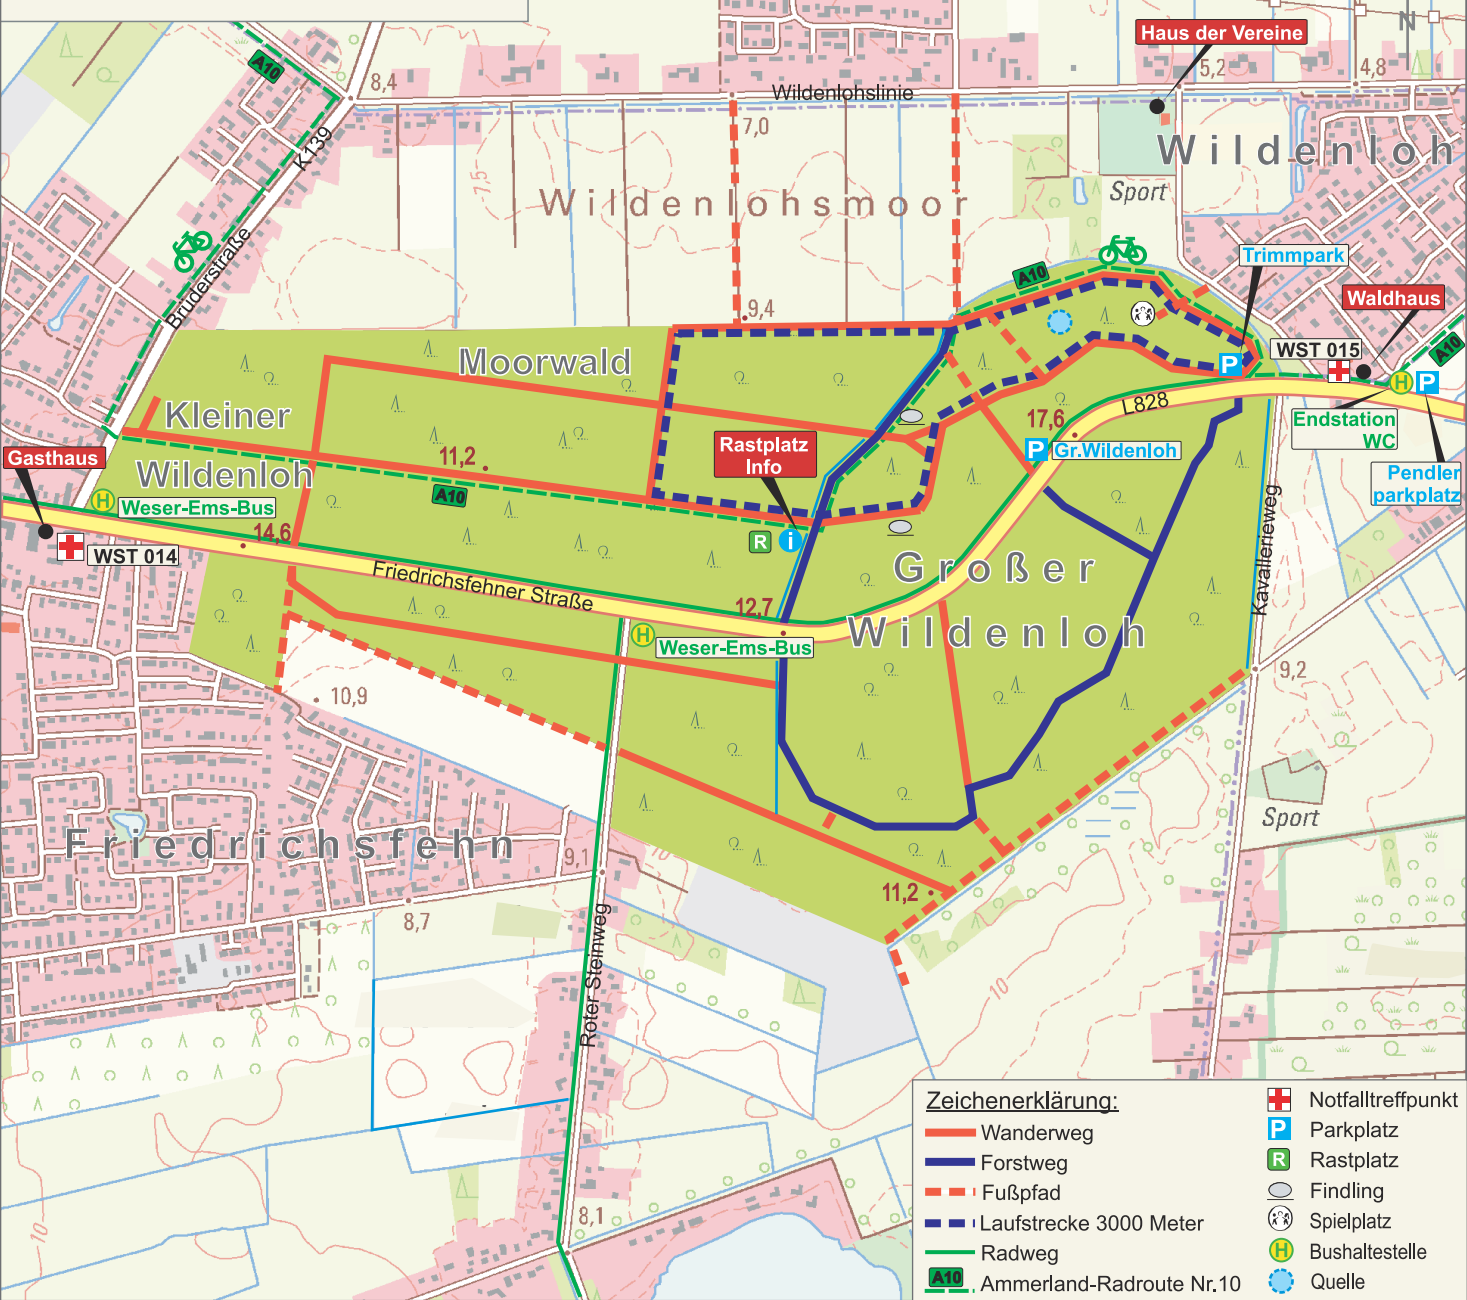 N
Haus der Vereine
A10
8,4
5,2
4,8
Wildenlohslinie
7,0
K139
7,5
Wildenloh
Wildenlohsmoor
Sport
Brüderstraße
A10
Trimmpark
Waldhaus
9,4
WST 015
A10
Moorwald
H
P
P
Kleiner
L828
17,6
Endstation
WC
Rastplatz
Info
P
Gr.Wildenloh
Gasthaus
11,2
Wildenloh
A10
Pendler
parkplatz
H
Weser-Ems-Bus
14,6
R
i
WST 014
Kavallerieweg
Großer
Friedrichsfehner Straße
12,7
Wildenloh
H
Weser-Ems-Bus
9,2
10,9
Sport
Friedrichsfehn
9,1
10
11,2
8,7
Roter Steinweg
10
10
8,1
Zeichenerklärung:
Wanderweg
Forstweg
Fußpfad
Laufstrecke 3000 Meter
Radweg
A10
Ammerland-Radroute Nr.10
Notfalltreffpunkt
P
Parkplatz
R
Rastplatz
Findling
Spielplatz
H
Bushaltestelle
Quelle